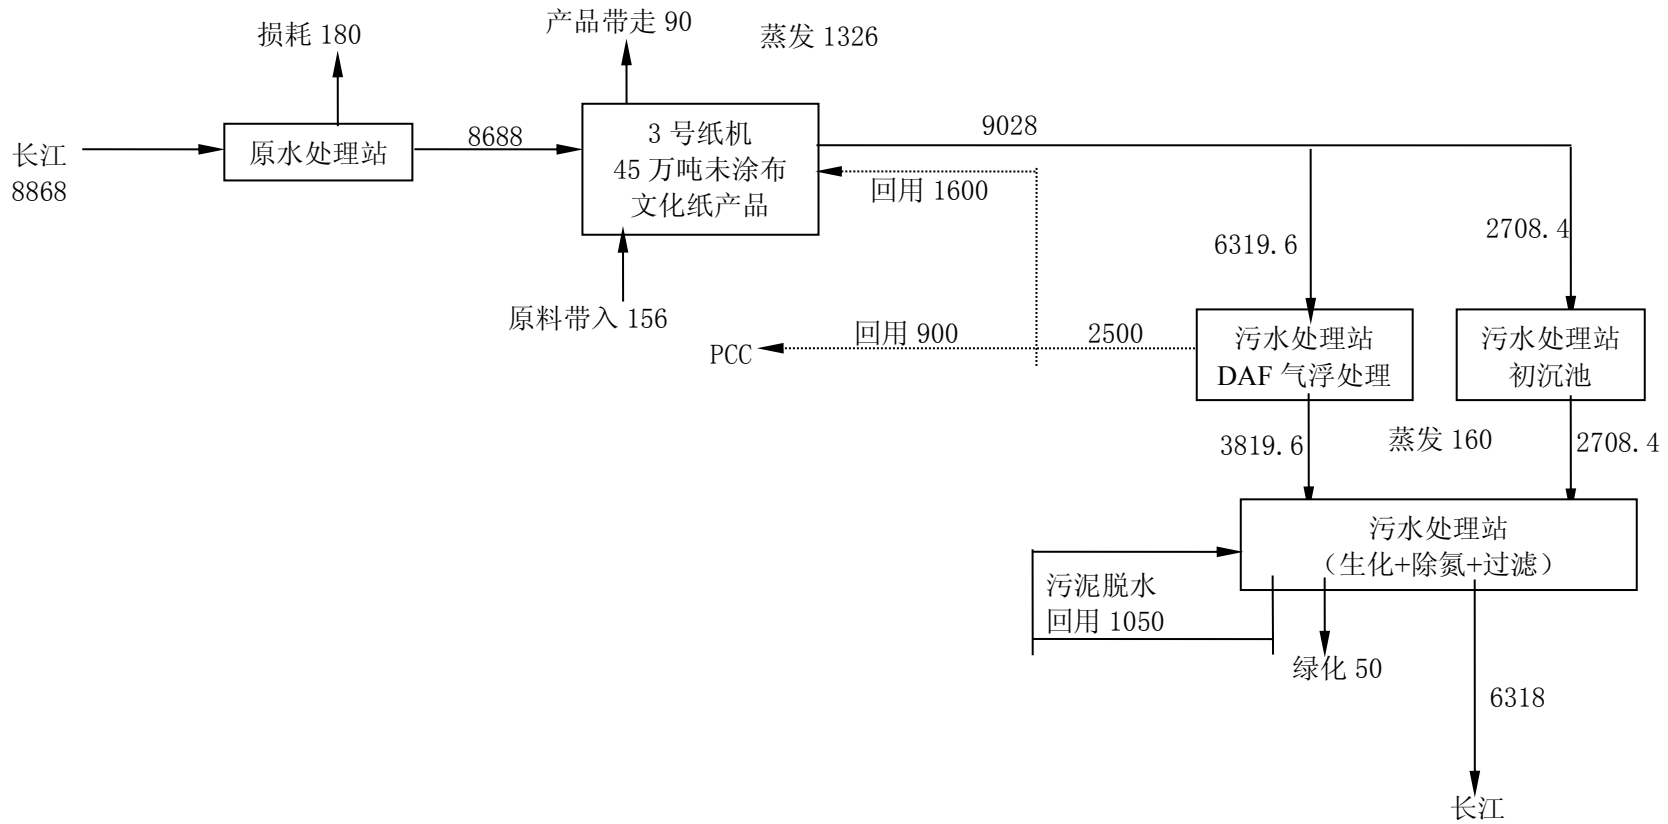 产品带走 90
损耗 180
蒸发 1326
9028
3 号纸机
45 万吨未涂布
文化纸产品
8688
原水处理站
长江
8868
回用 1600
6319.6
2708.4
原料带入 156
回用 900
2500
PCC
污水处理站
DAF 气浮处理
污水处理站
初沉池
3819.6
蒸发 160
2708.4
污水处理站
（生化+除氮+过滤）
污泥脱水
回用 1050
绿化 50
6318
长江